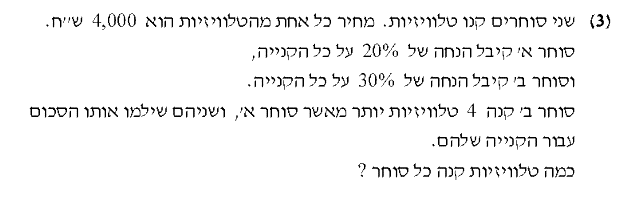 (3) שני סוחרים קנו טלוויזיות. מחיר כל אחת מהטלוויזיות הוא 4,000 ש״ח.
סוחר א׳ קיבל הנחה של 20% על כל הקנייה,
וסוחר ב׳ קיבל הנחה של 30% על כל הקנייה.
סוחר ב׳ קנה 4 טלוויזיות יותר מאשר סוחר א׳, ושניהם שילמו אותו הסכום
עבור הקנייה שלהם.
כמה טלוויזיות קנה כל סוחר ?